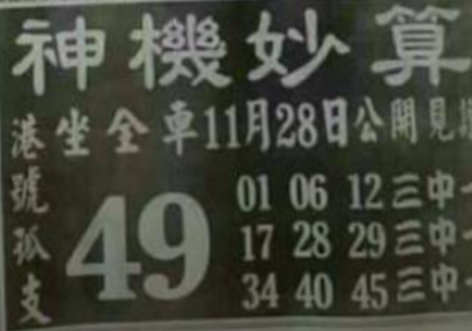 神機妙算
港坐全車11月28日公開見
號孤支
49
01 06 12 三中
17 28 29 三中
34 40 45 三中